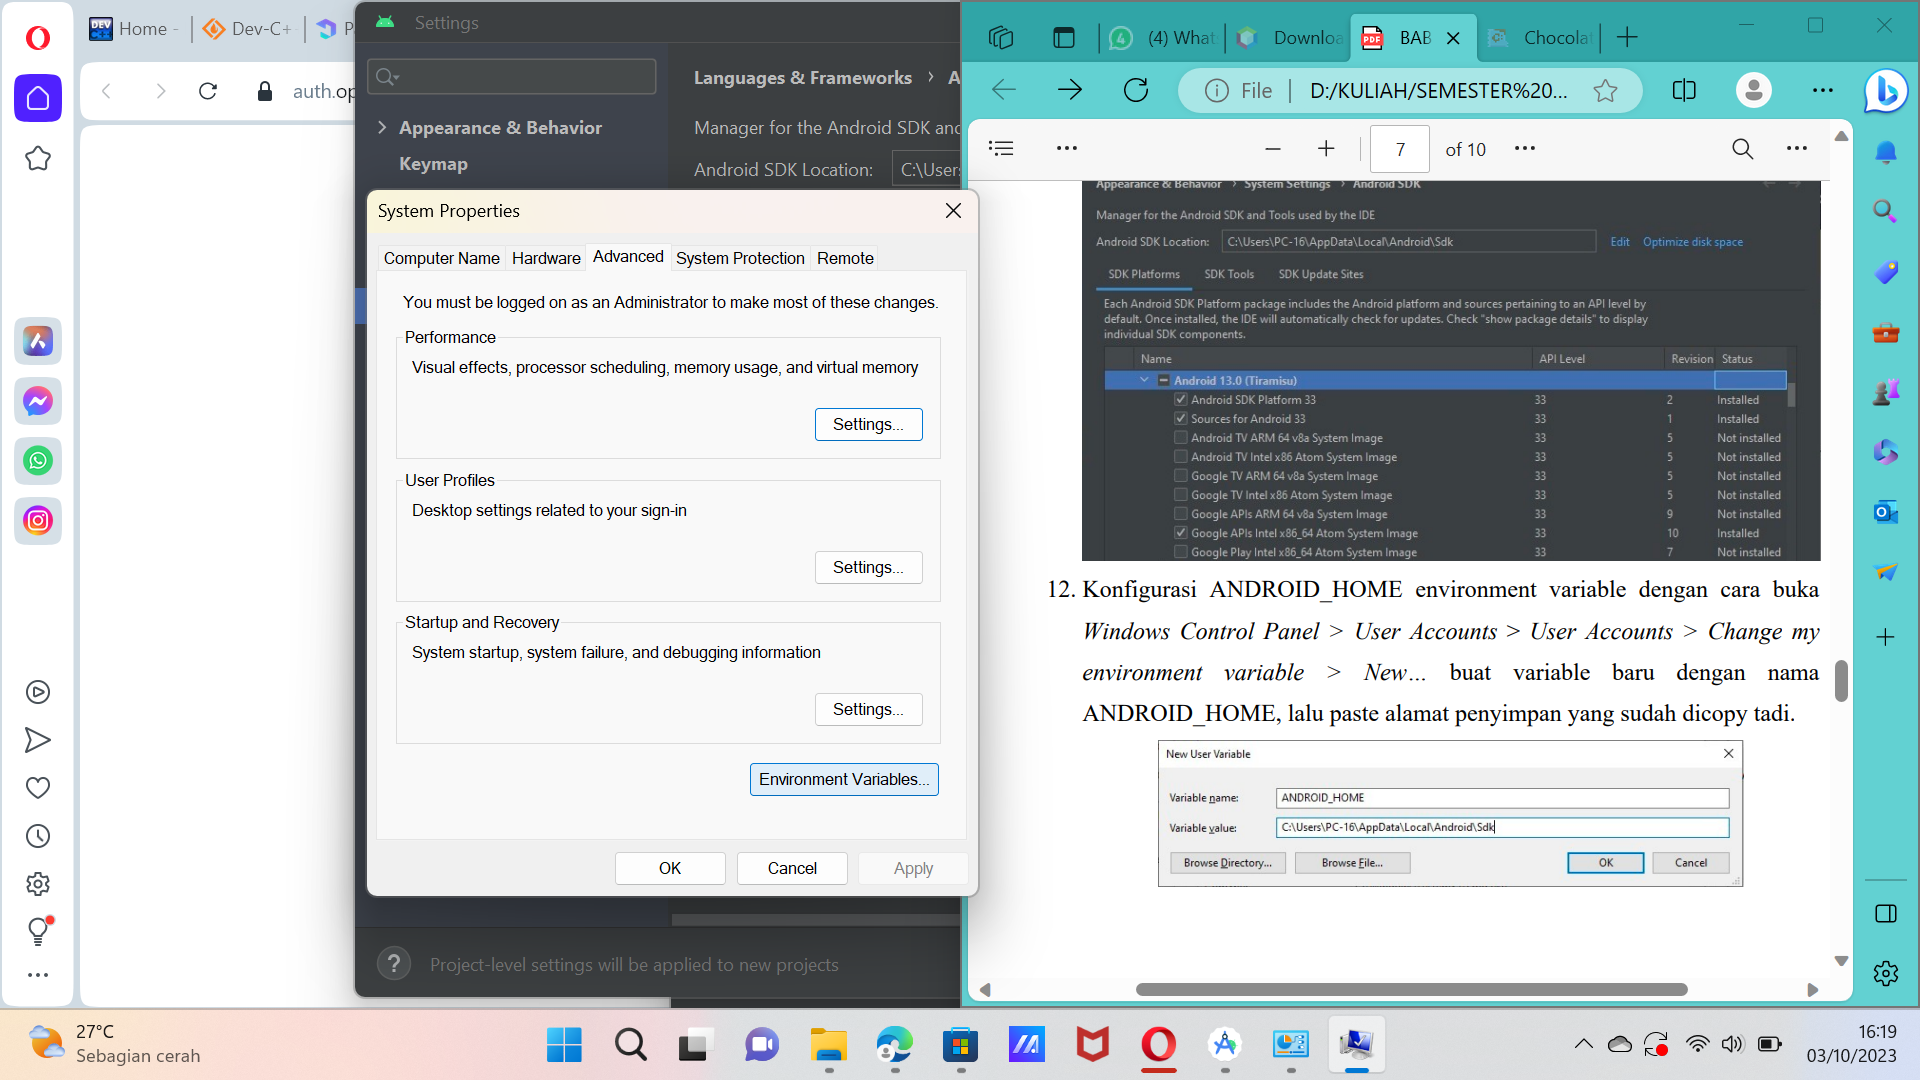 Home -
Dev-C+
P
auth.op
Settings
Languages & Frameworks > A
Appearance & Behavior
Keymap
Manager for the Android SDK and
Android SDK Location:
C:\Users
System Properties
Computer Name
Hardware
Advanced
System Protection
Remote
You must be logged on as an Administrator to make most of these changes.
Performance
Visual effects, processor scheduling, memory usage, and virtual memory
Settings...
User Profiles
Desktop settings related to your sign-in
Settings...
Startup and Recovery
System startup, system failure, and debugging information
Settings...
Environment Variables...
OK
Cancel
Apply
? Project-level settings will be applied to new projects
(4) What
Downloa
PDF BAB
Chocolat
File | D:/KULIAH/SEMESTER%20...
7 of 10
Appearance & Behavior > System Settings > Android SDK
Manager for the Android SDK and Tools used by the IDE
Android SDK Location: C:\Users\PC-16\AppData\Local\Android\Sdk Edit Optimize disk space
SDK Platforms SDK Tools SDK Update Sites
Each Android SDK Platform package includes the Android platform and sources pertaining to an API level by
default. Once installed, the IDE will automatically check for updates. Check "show package details" to display
individual SDK components.
Name API Level Revision Status
Android 13.0 (Tiramisu)
Android SDK Platform 33 33 2 Installed
Sources for Android 33 33 1 Installed
Android TV ARM 64 v8a System Image 33 5 Not installed
Android TV Intel x86 Atom System Image 33 5 Not installed
Google TV ARM 64 v8a System Image 33 5 Not installed
Google TV Intel x86 Atom System Image 33 5 Not installed
Google APIs ARM 64 v8a System Image 33 9 Not installed
Google APIs Intel x86_64 Atom System Image 33 10 Installed
Google Play Intel x86_64 Atom System Image 33 7 Not installed
12. Konfigurasi ANDROID_HOME environment variable dengan cara buka
Windows Control Panel > User Accounts > User Accounts > Change my
environment variable > New... buat variable baru dengan nama
ANDROID_HOME, lalu paste alamat penyimpan yang sudah dicopy tadi.
New User Variable
Variable name: ANDROID_HOME
Variable value: C:\Users\PC-16\AppData\Local\Android\Sdk
Browse Directory... Browse File... OK Cancel
27°C
Sebagian cerah
16:19
03/10/2023